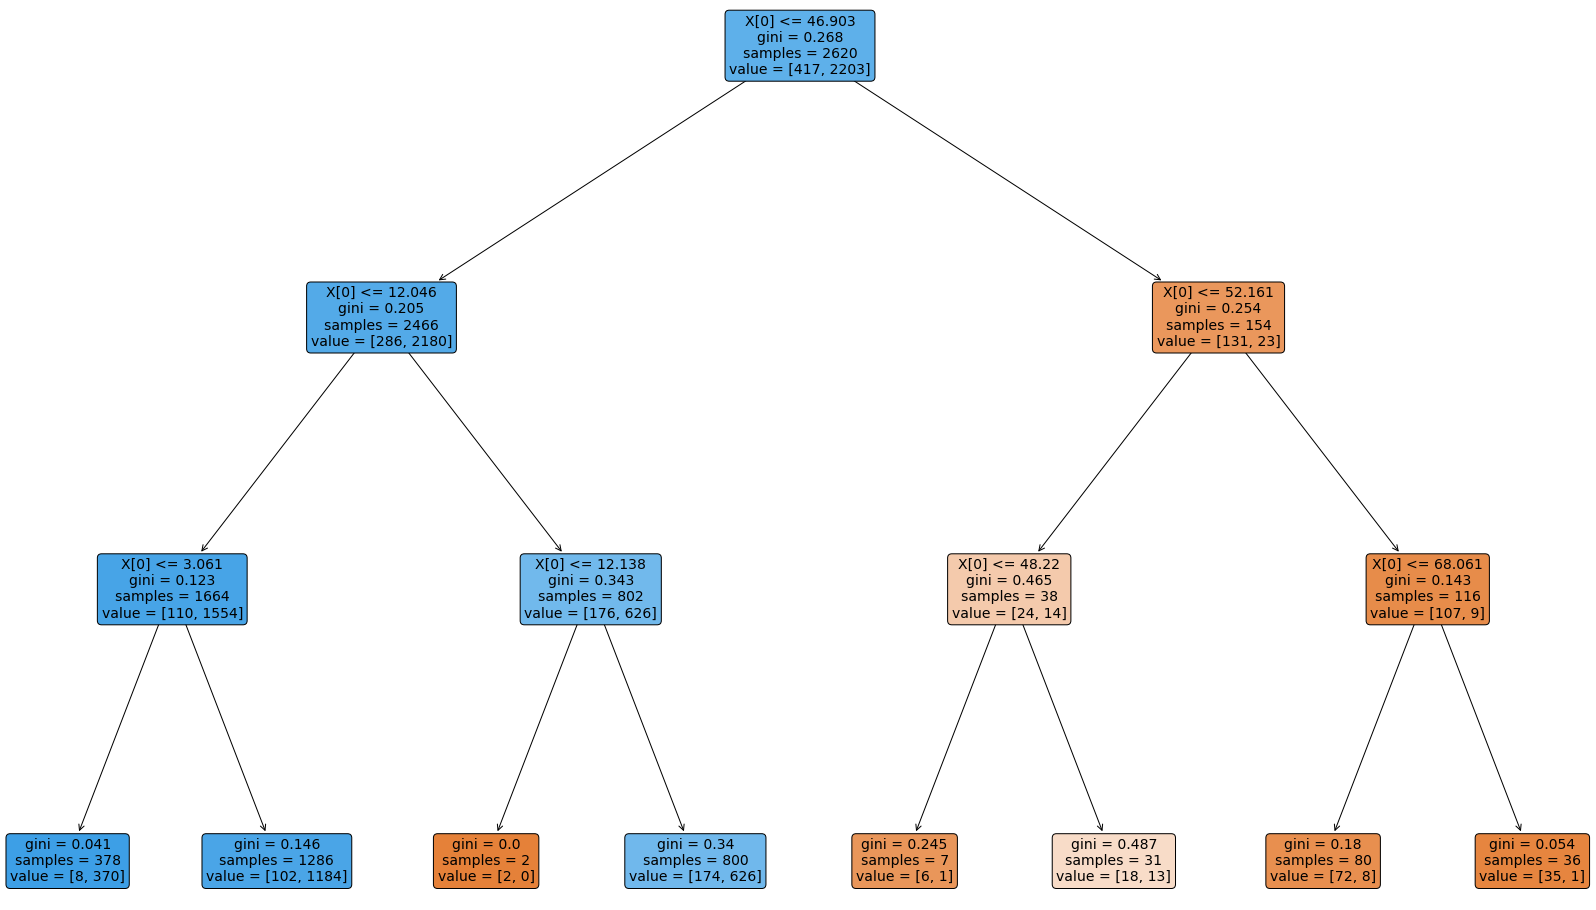 X[0] <= 46.903
gini = 0.268
samples = 2620
value = [417, 2203]
X[0] <= 12.046
gini = 0.205
samples = 2466
value = [286, 2180]
X[0] <= 52.161
gini = 0.254
samples = 154
value = [131, 23]
X[0] <= 3.061
gini = 0.123
samples = 1664
value = [110, 1554]
X[0] <= 12.138
gini = 0.343
samples = 802
value = [176, 626]
X[0] <= 48.22
gini = 0.465
samples = 38
value = [24, 14]
X[0] <= 68.061
gini = 0.143
samples = 116
value = [107, 9]
gini = 0.041
samples = 378
value = [8, 370]
gini = 0.146
samples = 1286
value = [102, 1184]
gini = 0.0
samples = 2
value = [2, 0]
gini = 0.34
samples = 800
value = [174, 626]
gini = 0.245
samples = 7
value = [6, 1]
gini = 0.487
samples = 31
value = [18, 13]
gini = 0.18
samples = 80
value = [72, 8]
gini = 0.054
samples = 36
value = [35, 1]